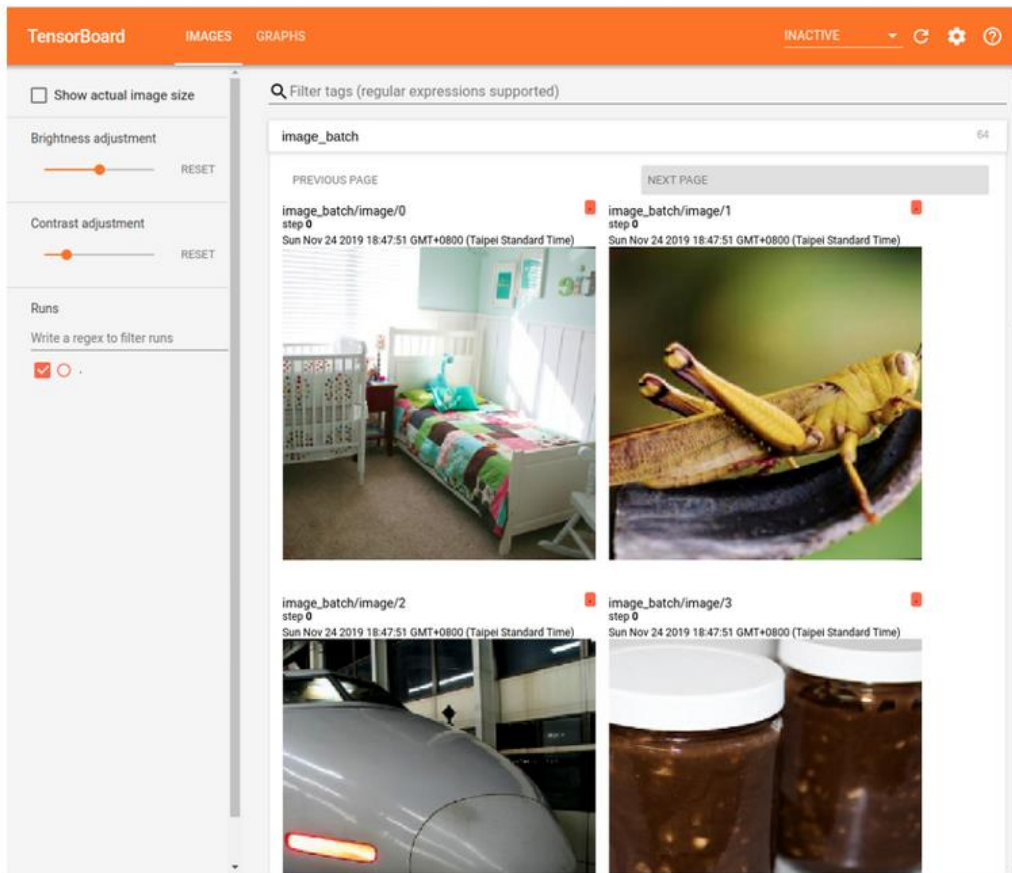 TensorBoard IMAGES GRAPHS INACTIVE
Show actual image size
Brightness adjustment
RESET
Contrast adjustment
RESET
Runs
Write a regex to filter runs
.
Filter tags (regular expressions supported)
image_batch 64
PREVIOUS PAGE NEXT PAGE
image_batch/image/0
step 0
Sun Nov 24 2019 18:47:51 GMT+0800 (Taipei Standard Time)
image_batch/image/1
step 0
Sun Nov 24 2019 18:47:51 GMT+0800 (Taipei Standard Time)
image_batch/image/2
step 0
Sun Nov 24 2019 18:47:51 GMT+0800 (Taipei Standard Time)
image_batch/image/3
step 0
Sun Nov 24 2019 18:47:51 GMT+0800 (Taipei Standard Time)